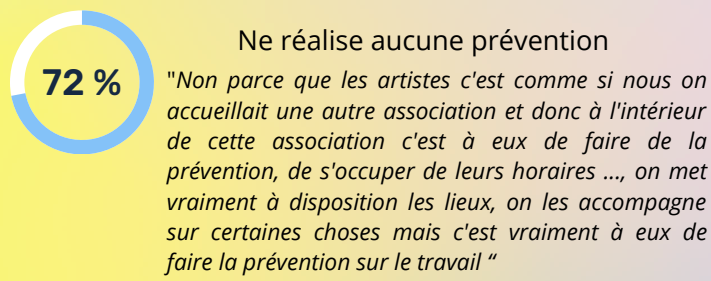 Ne réalise aucune prévention
72 %
"Non parce que les artistes c'est comme si nous on
accueillait une autre association et donc à l'intérieur
de cette association c'est à eux de faire de la
prévention, de s'occuper de leurs horaires ..., on met
vraiment à disposition les lieux, on les accompagne
sur certaines choses mais c'est vraiment à eux de
faire la prévention sur le travail “